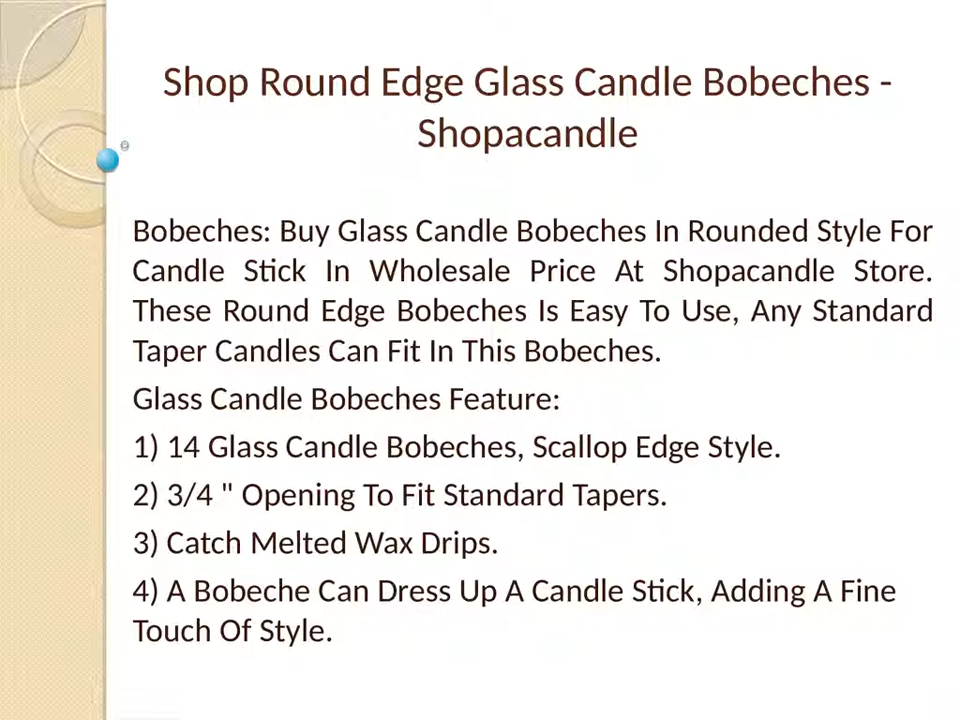 Shop Round Edge Glass Candle Bobeches -
Shopacandle
Bobeches: Buy Glass Candle Bobeches In Rounded Style For
Candle Stick In Wholesale Price At Shopacandle Store.
These Round Edge Bobeches Is Easy To Use, Any Standard
Taper Candles Can Fit In This Bobeches.
Glass Candle Bobeches Feature:
1) 14 Glass Candle Bobeches, Scallop Edge Style.
2) 3/4 " Opening To Fit Standard Tapers.
3) Catch Melted Wax Drips.
4) A Bobeche Can Dress Up A Candle Stick, Adding A Fine
Touch Of Style.